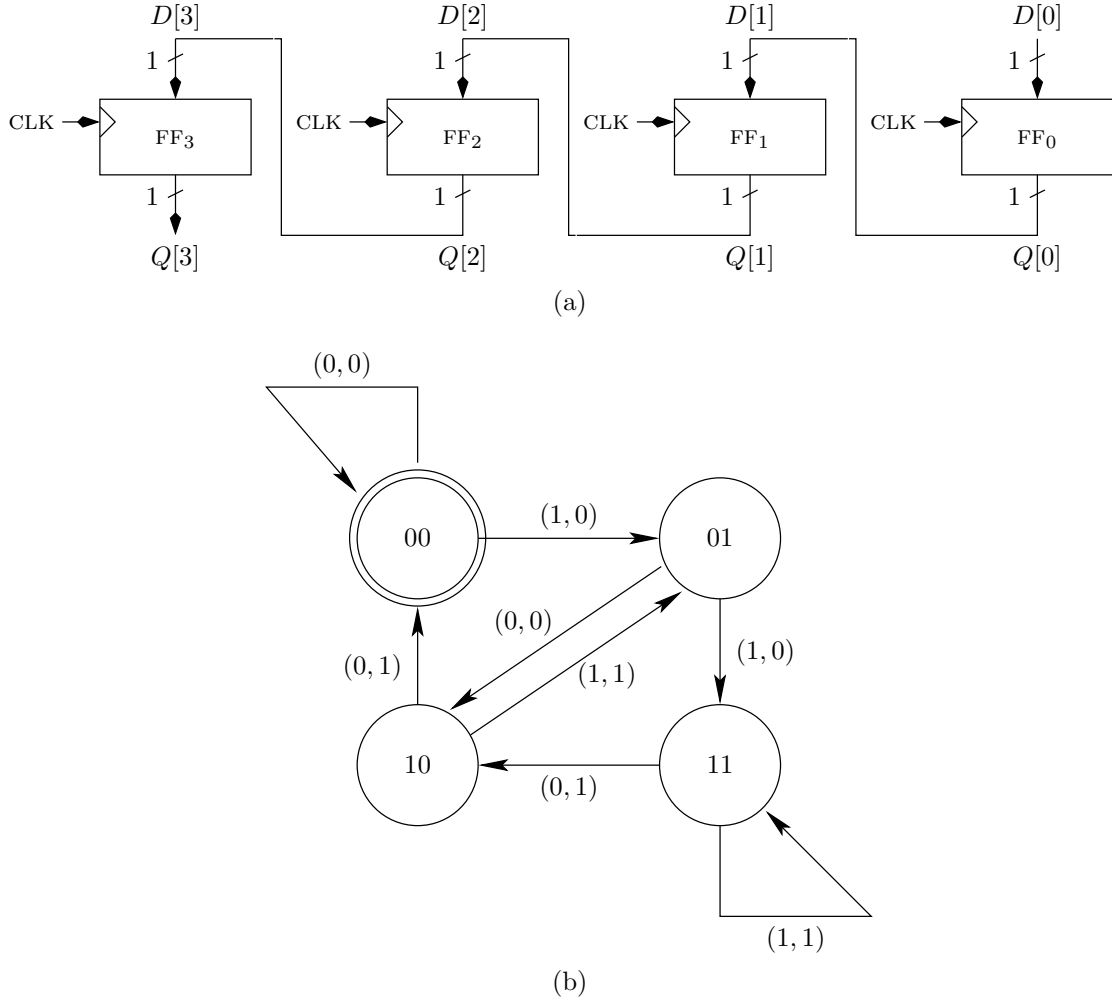 D[3] D[2] D[1] D[0]
1 1 1 1
CLK FF3 CLK FF2 CLK FF1 CLK FF0
1 1 1 1
Q[3] Q[2] Q[1] Q[0]
(a)
(0, 0)
00 (1, 0) 01
(0, 0)
(0, 1) (1, 1) (1, 0)
10 (0, 1) 11
(1, 1)
(b)